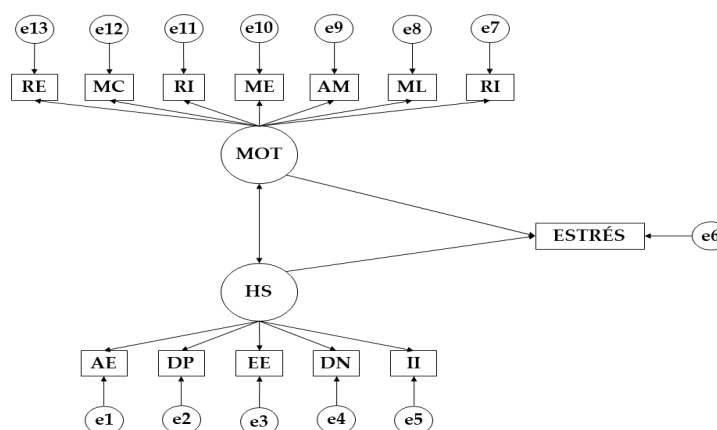 e13 e12 e11 e10 e9 e8 e7
RE MC RI ME AM ML RI
MOT
ESTRÉS e6
HS
AE DP EE DN II
e1 e2 e3 e4 e5